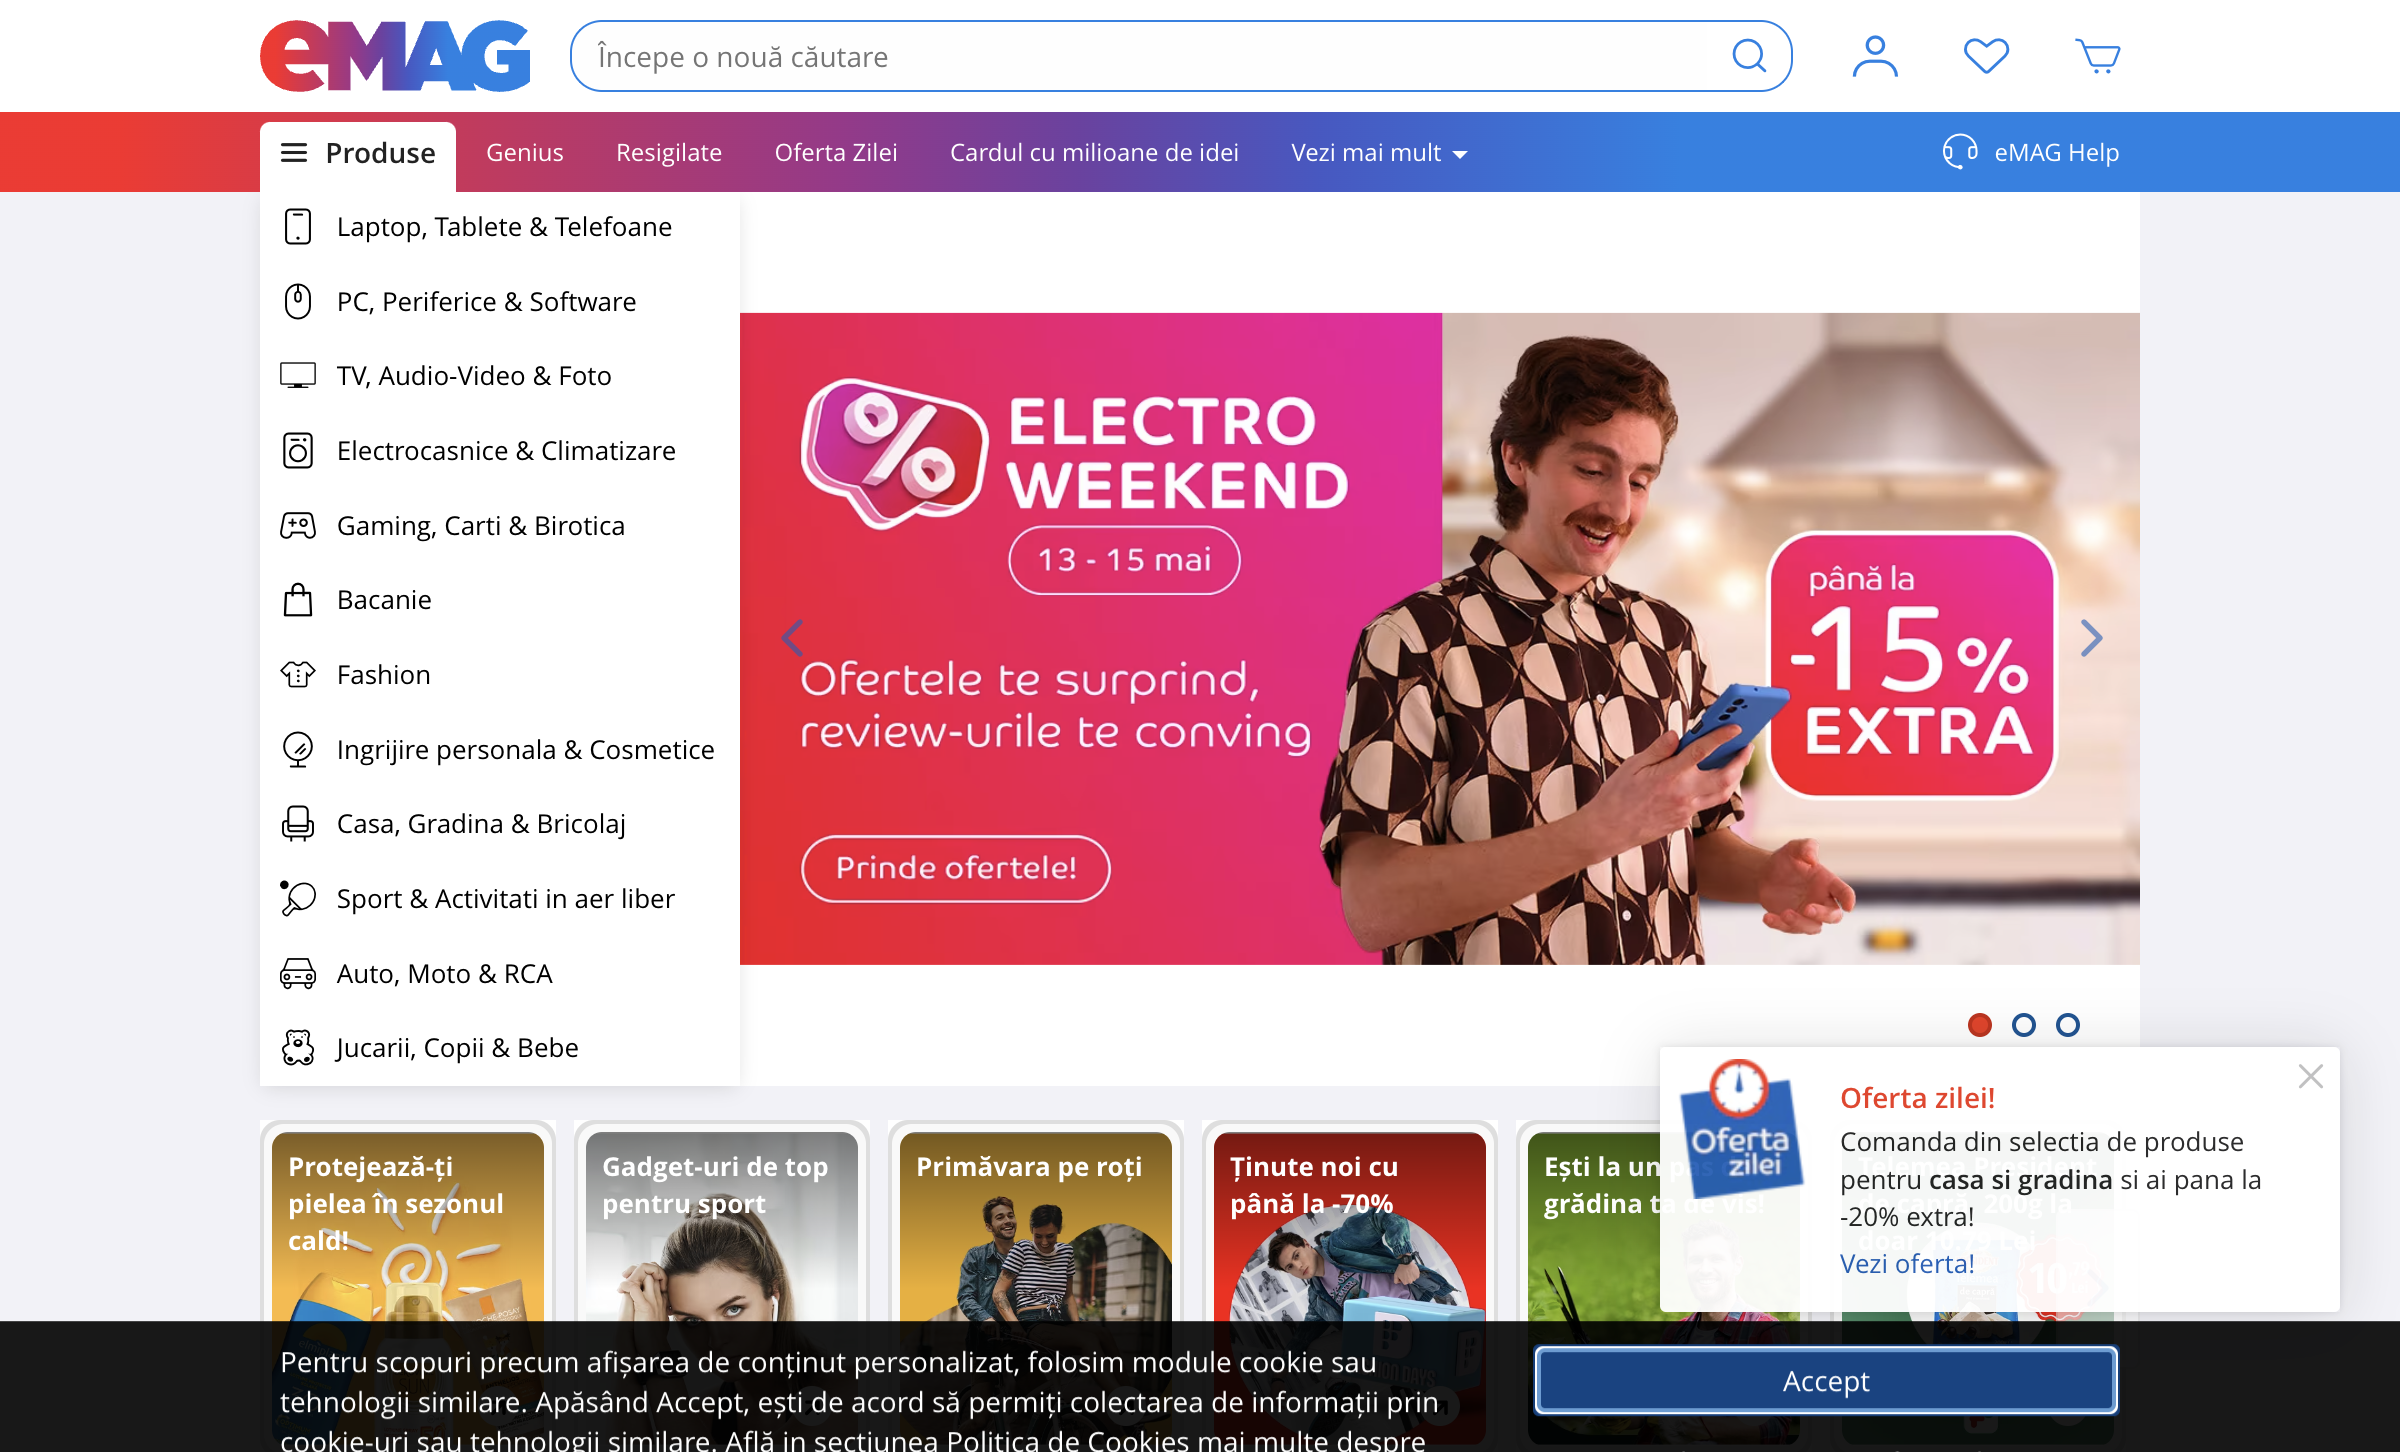 eMAG
Începe o nouă căutare
Produse
Genius
Resigilate
Oferta Zilei
Cardul cu milioane de idei
Vezi mai mult
eMAG Help
Laptop, Tablete & Telefoane
PC, Periferice & Software
TV, Audio-Video & Foto
Electrocasnice & Climatizare
Gaming, Carti & Birotica
Bacanie
Fashion
Ingrijire personala & Cosmetice
Casa, Gradina & Bricolaj
Sport & Activitati in aer liber
Auto, Moto & RCA
Jucarii, Copii & Bebe
%
ELECTRO
WEEKEND
13 - 15 mai
Ofertele te surprind,
review-urile te conving
Prinde ofertele!
până la
-15%
EXTRA
Protejează-ți
pielea în sezonul
cald!
Gadget-uri de top
pentru sport
Primăvara pe roți
Ținute noi cu
până la -70%
Ești la un pas
grădina ta de vis!
Oferta
zilei
Oferta zilei!
Comanda din selectia de produse
pentru casa si gradina si ai pana la
-20% extra!
Vezi oferta!
Pentru scopuri precum afișarea de conținut personalizat, folosim module cookie sau
tehnologii similare. Apăsând Accept, ești de acord să permiți colectarea de informații prin
cookie-uri sau tehnologii similare. Află in sectiunea Politica de Cookies mai multe despre
Accept